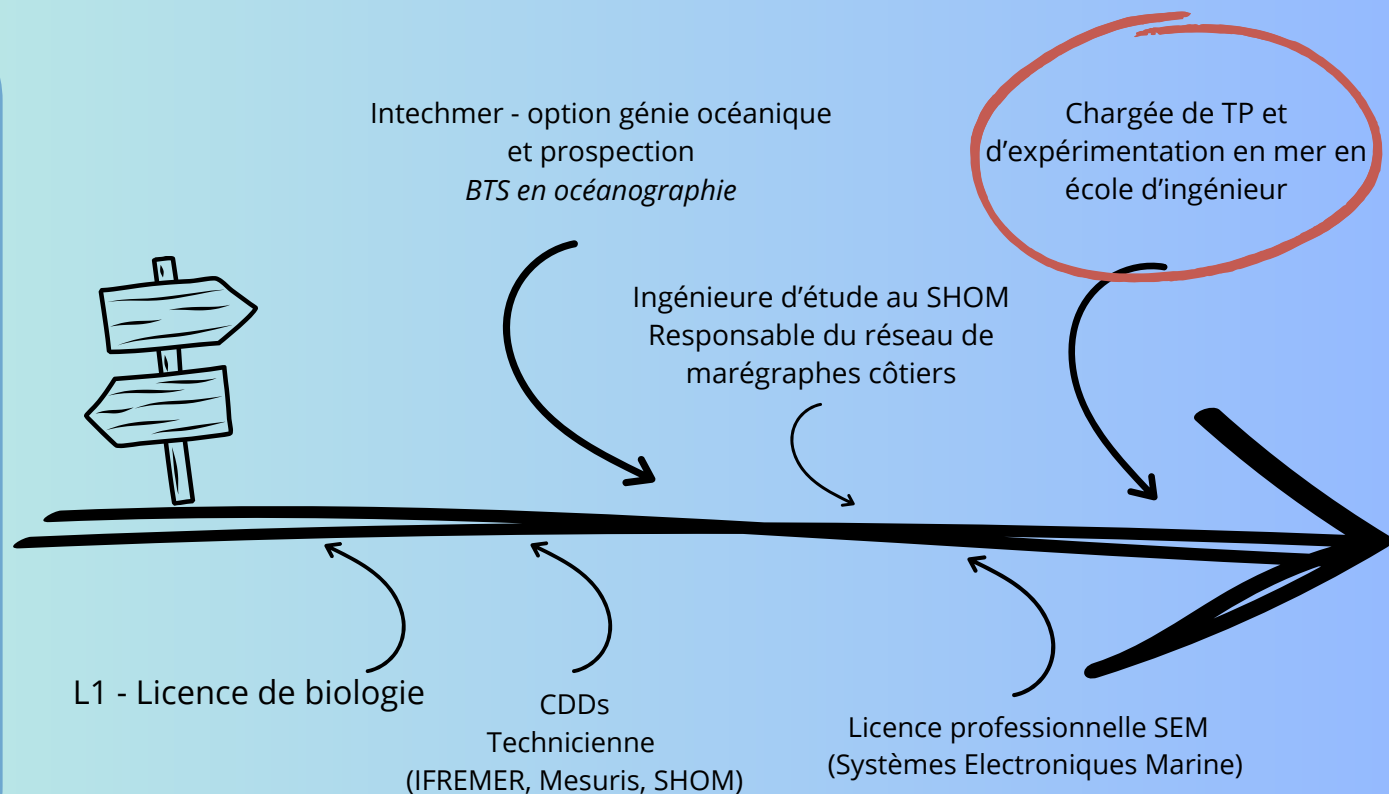 Intechmer - option génie océanique
et prospection
BTS en océanographie
Chargée de TP et
d’expérimentation en mer en
école d’ingénieur
Ingénieure d’étude au SHOM
Responsable du réseau de
marégraphes côtiers
L1 - Licence de biologie
CDDs
Technicienne
(IFREMER, Mesuris, SHOM)
Licence professionnelle SEM
(Systèmes Electroniques Marine)